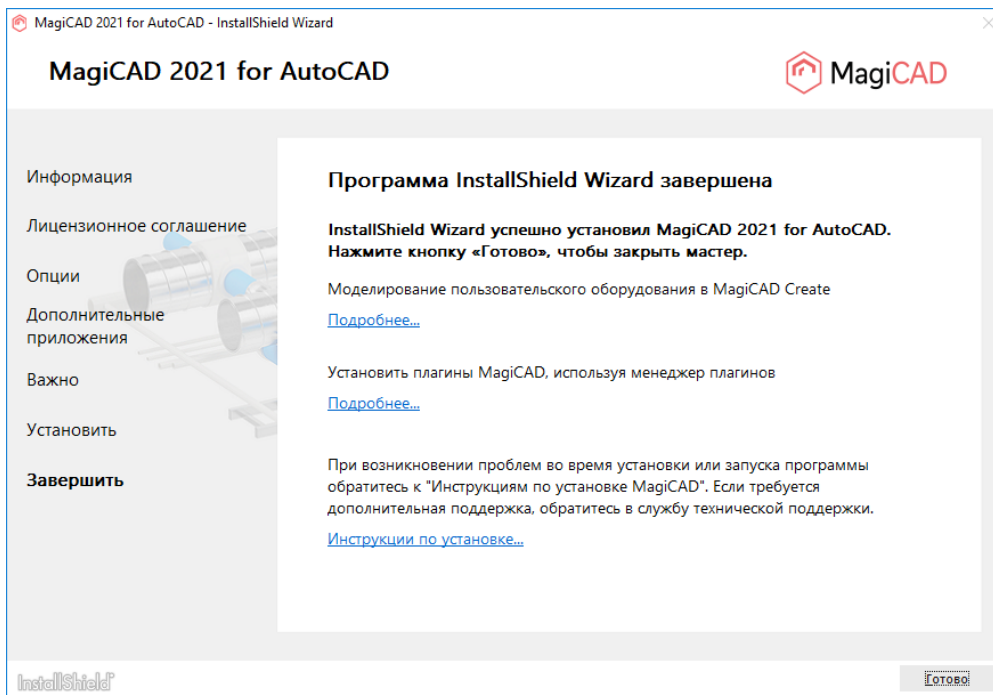 MagiCAD 2021 for AutoCAD - InstallShield Wizard
MagiCAD 2021 for AutoCAD
MagiCAD
Информация
Лицензионное соглашение
Опции
Дополнительные
приложения
Важно
Установить
Завершить
Программа InstallShield Wizard завершена
InstallShield Wizard успешно установил MagiCAD 2021 for AutoCAD.
Нажмите кнопку «Готово», чтобы закрыть мастер.
Моделирование пользовательского оборудования в MagiCAD Create
Подробнее...
Установить плагины MagiCAD, используя менеджер плагинов
Подробнее...
При возникновении проблем во время установки или запуска программы
обратитесь к "Инструкциям по установке MagiCAD". Если требуется
дополнительная поддержка, обратитесь в службу технической поддержки.
Инструкции по установке...
InstallShield
Готово